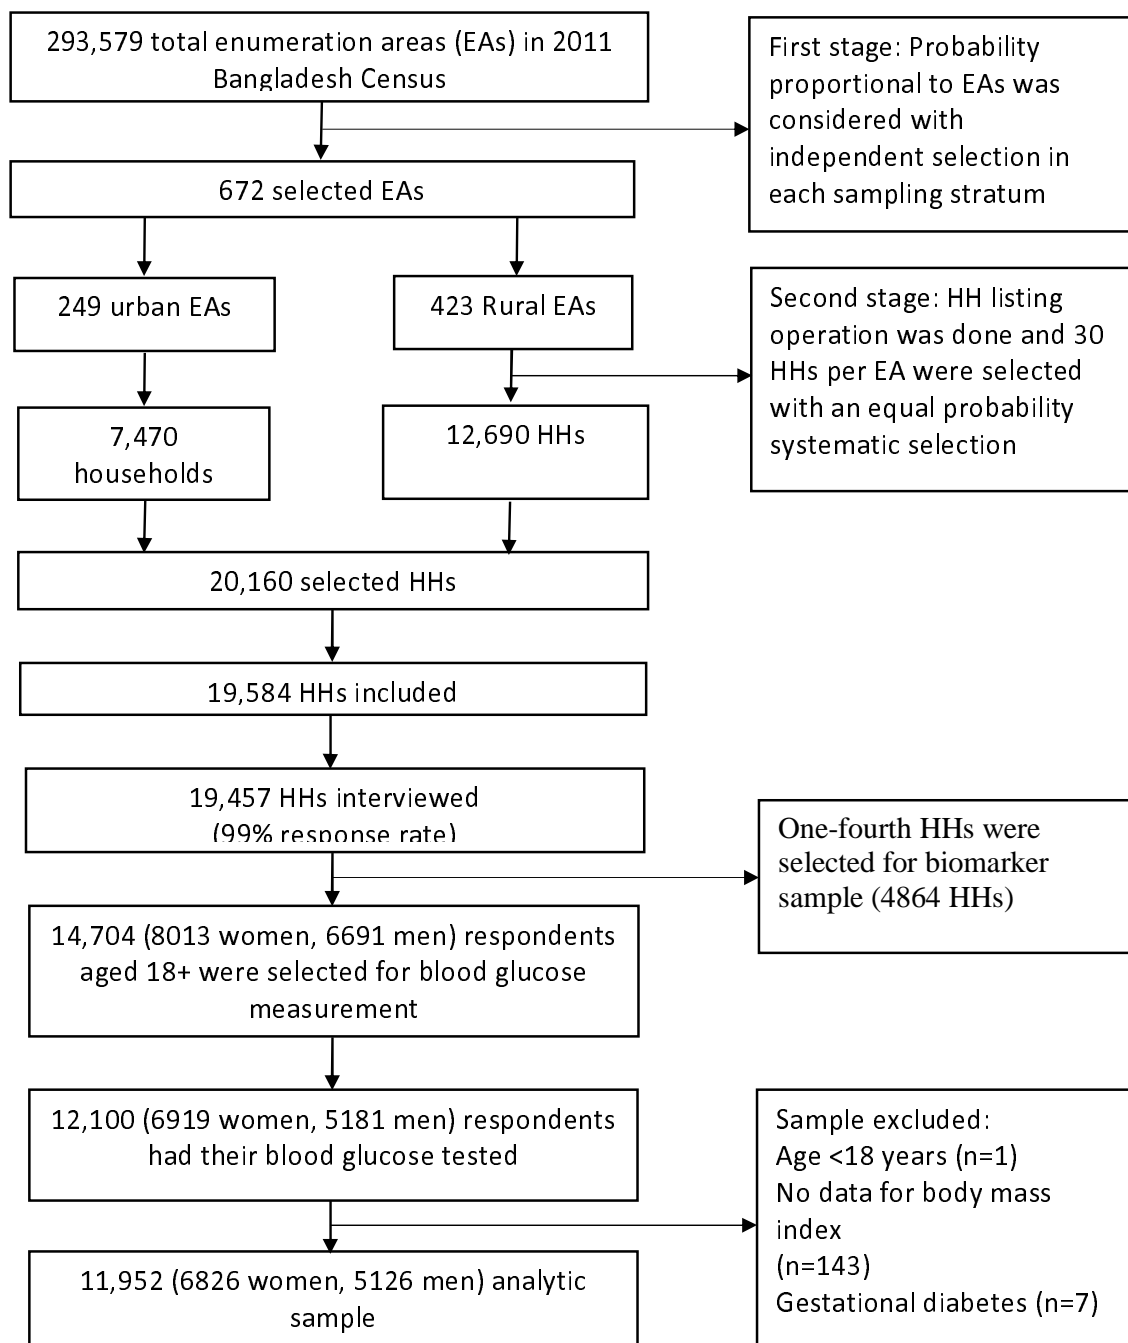 293,579 total enumeration areas (EAs) in 2011
Bangladesh Census
First stage: Probability
proportional to EAs was
considered with
independent selection in
each sampling stratum
672 selected EAs
249 urban EAs
423 Rural EAs
Second stage: HH listing
operation was done and 30
HHs per EA were selected
with an equal probability
systematic selection
7,470
households
12,690 HHs
20,160 selected HHs
19,584 HHs included
19,457 HHs interviewed
(99% response rate)
One-fourth HHs were
selected for biomarker
sample (4864 HHs)
14,704 (8013 women, 6691 men) respondents
aged 18+ were selected for blood glucose
measurement
12,100 (6919 women, 5181 men) respondents
had their blood glucose tested
Sample excluded:
Age <18 years (n=1)
No data for body mass
index
(n=143)
Gestational diabetes (n=7)
11,952 (6826 women, 5126 men) analytic
sample